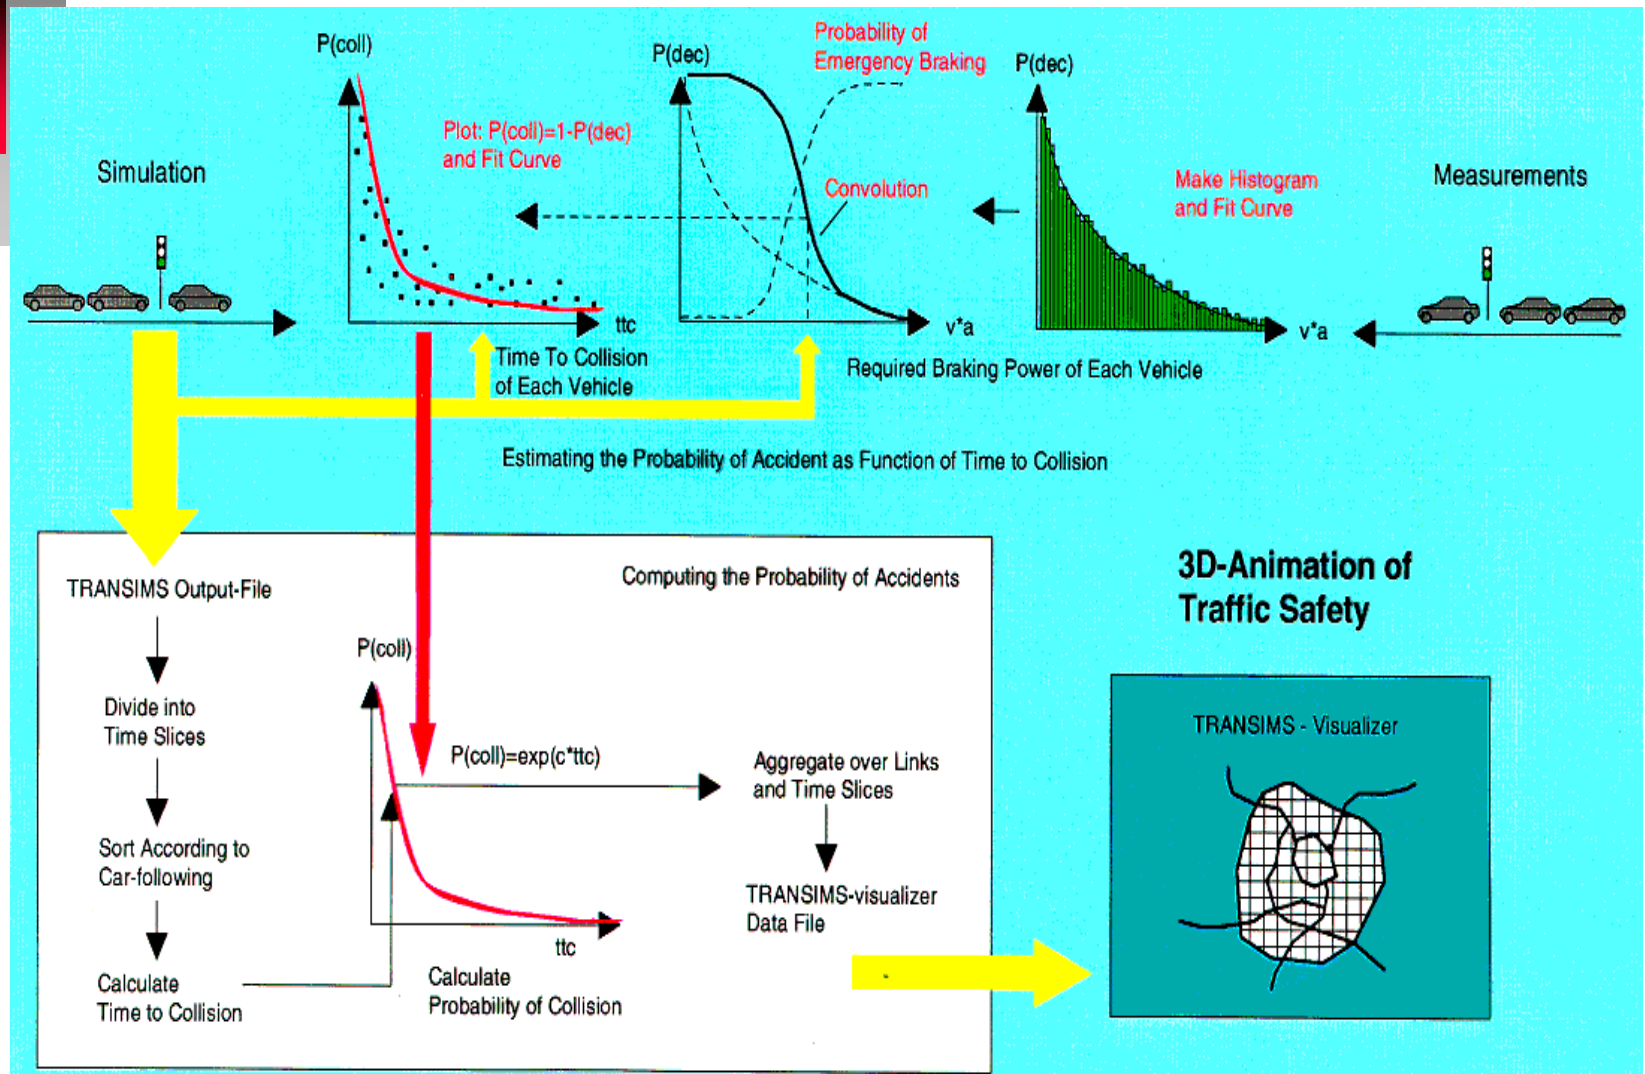 P(coll)
Plot: P(coll)=1-P(dec)
and Fit Curve
Simulation
ttc
Time To Collision
of Each Vehicle
P(dec)
Probability of
Emergency Braking
Convolution
v*a
Required Braking Power of Each Vehicle
P(dec)
Make Histogram
and Fit Curve
v*a
Measurements
Estimating the Probability of Accident as Function of Time to Collision
Computing the Probability of Accidents
TRANSIMS Output-File
Divide into
Time Slices
Sort According to
Car-following
Calculate
Time to Collision
P(coll)
P(coll)=exp(c*ttc)
ttc
Calculate
Probability of Collision
Aggregate over Links
and Time Slices
TRANSIMS-visualizer
Data File
3D-Animation of
Traffic Safety
TRANSIMS - Visualizer